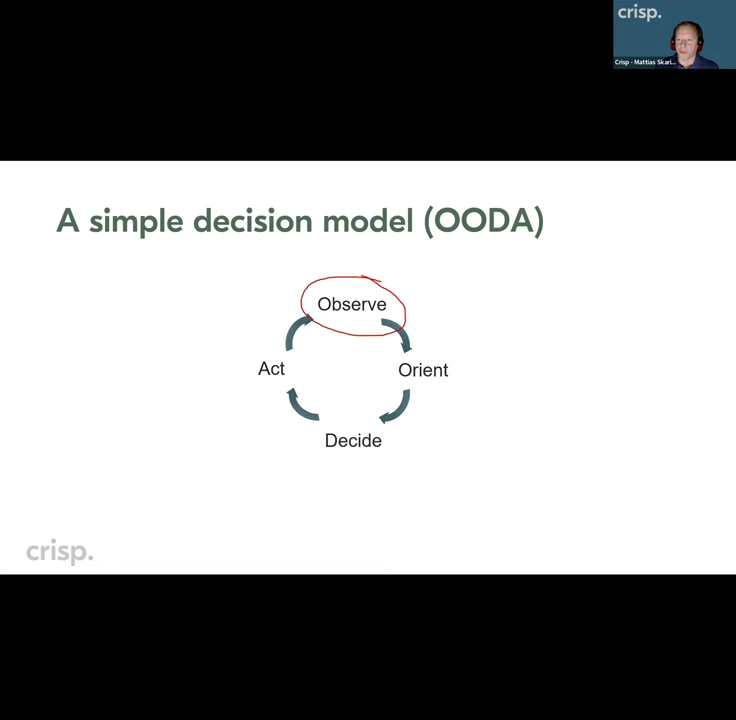 crisp.
Crisp - Mattias Skari...
A simple decision model (OODA)
Observe
Act
Orient
Decide
crisp.